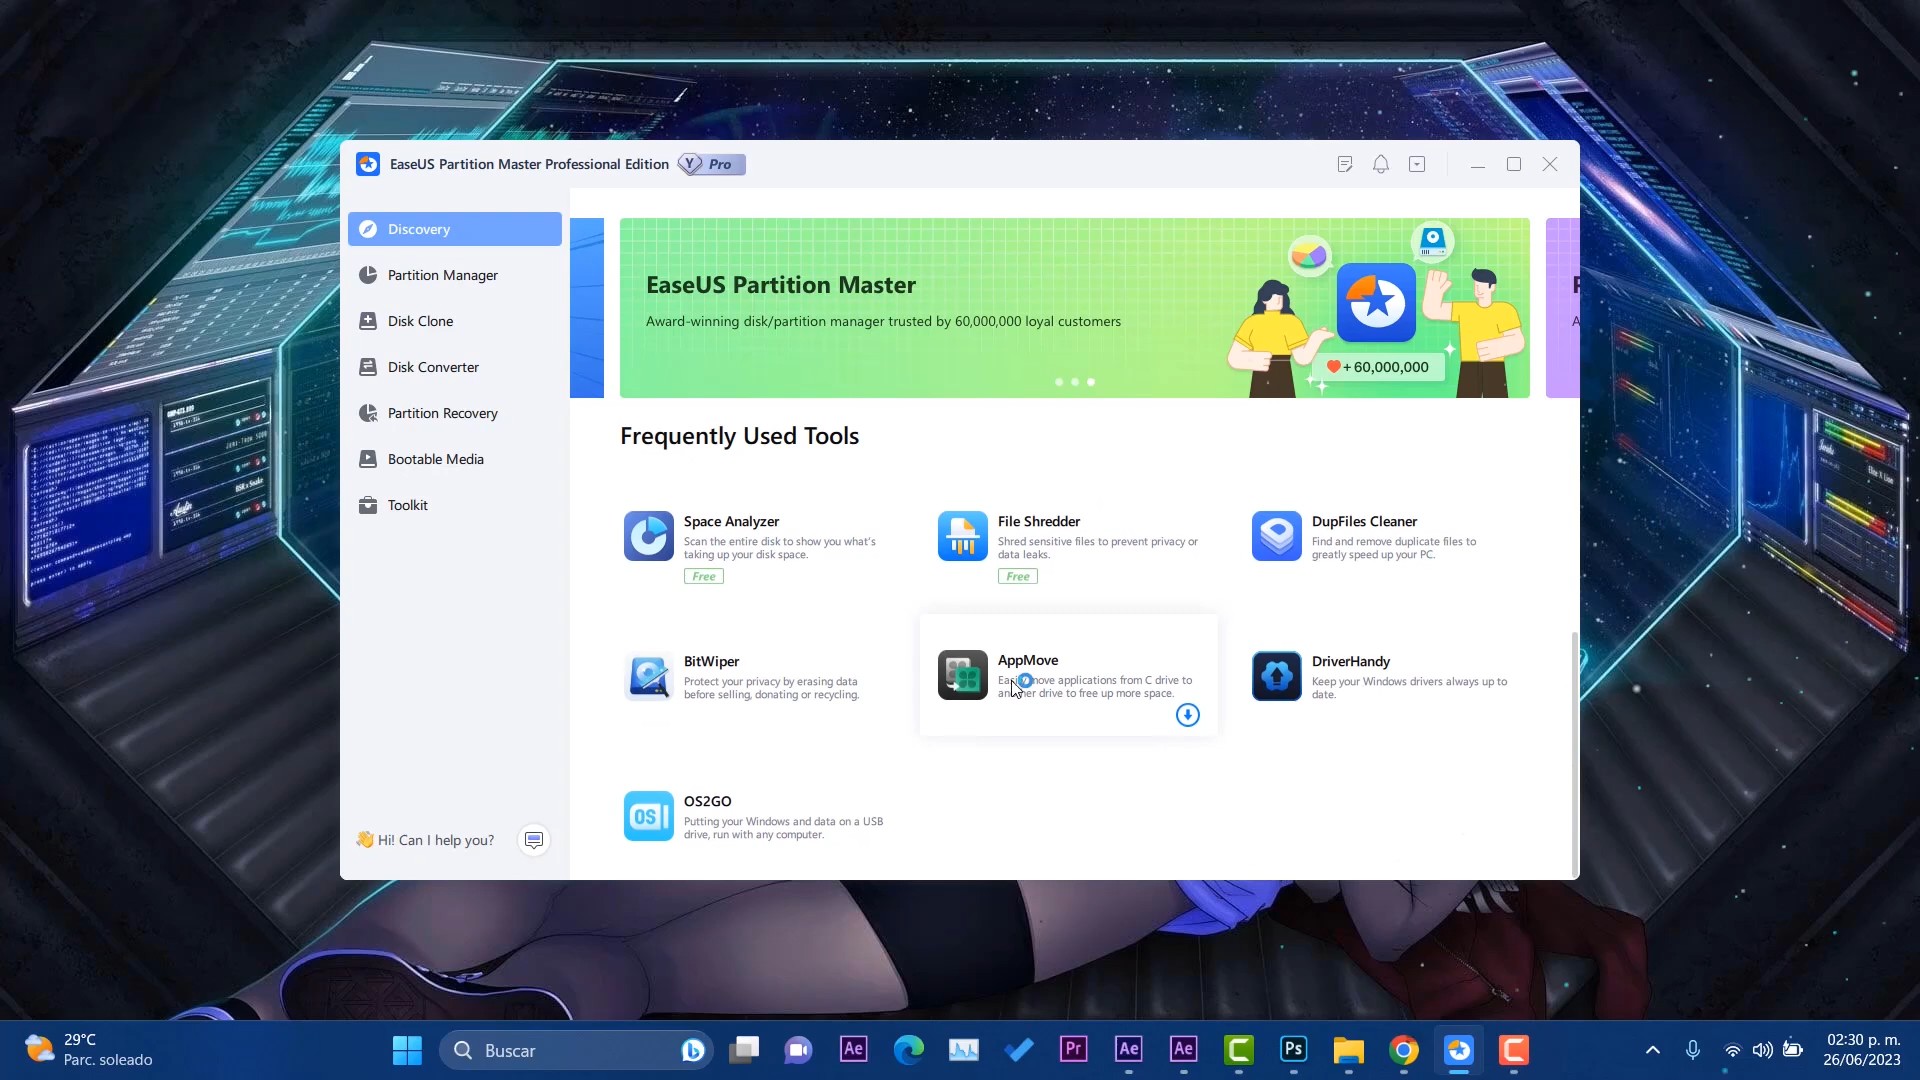 EaseUS Partition Master Professional Edition
Pro
Discovery
Partition Manager
Disk Clone
Disk Converter
Partition Recovery
Bootable Media
Toolkit
👋 Hi! Can I help you?
EaseUS Partition Master
Award-winning disk/partition manager trusted by 60,000,000 loyal customers
+ 60,000,000
Frequently Used Tools
Space Analyzer
Scan the entire disk to show you what's
taking up your disk space.
Free
File Shredder
Shred sensitive files to prevent privacy or
data leaks.
Free
DupFiles Cleaner
Find and remove duplicate files to
greatly speed up your PC.
BitWiper
Protect your privacy by erasing data
before selling, donating or recycling.
AppMove
move applications from C drive to
drive to free up more space.
DriverHandy
Keep your Windows drivers always up to
date.
OS
OS2GO
Putting your Windows and data on a USB
drive, run with any computer.
29°C
Parc. soleado
Buscar
Ae
Pr
Ae
Ae
Ps
02:30 p. m.
26/06/2023